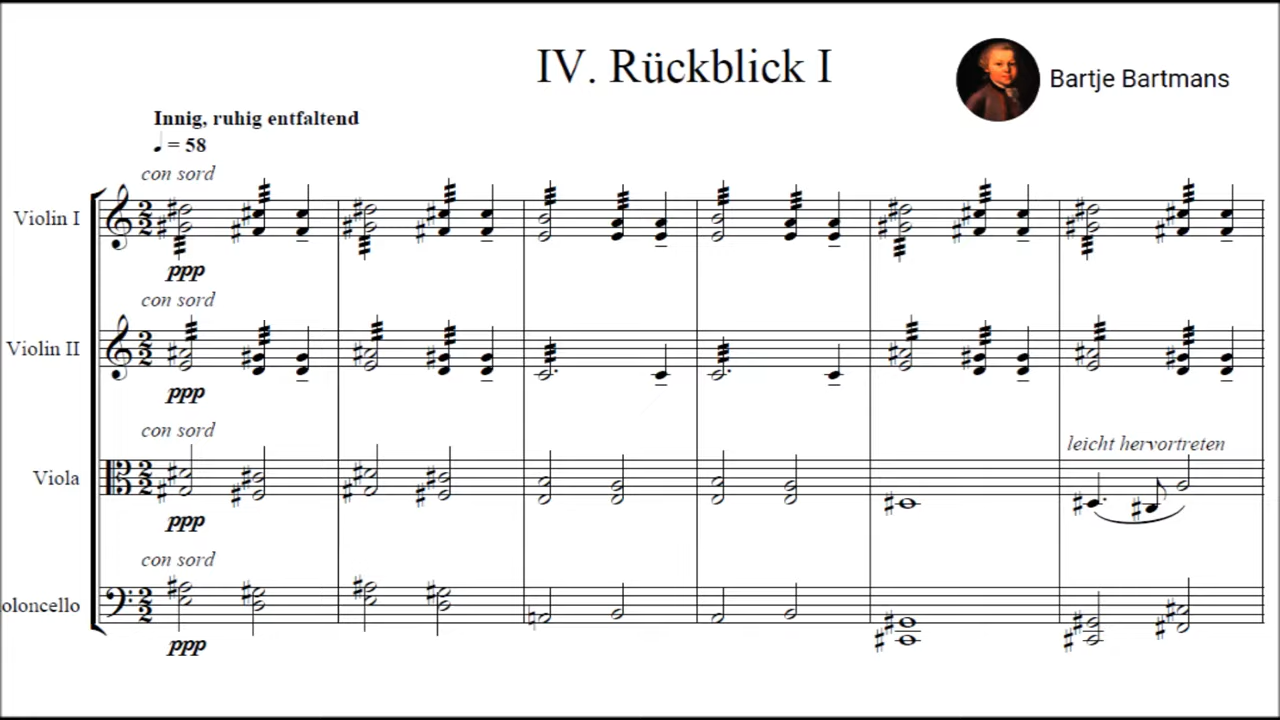 IV. Rückblick I
Bartje Bartmans
Innig, ruhig entfaltend
♩ = 58
con sord
Violin I
ppp
con sord
Violin II
ppp
con sord
leicht hervortreten
Viola
ppp
con sord
oloncello
ppp